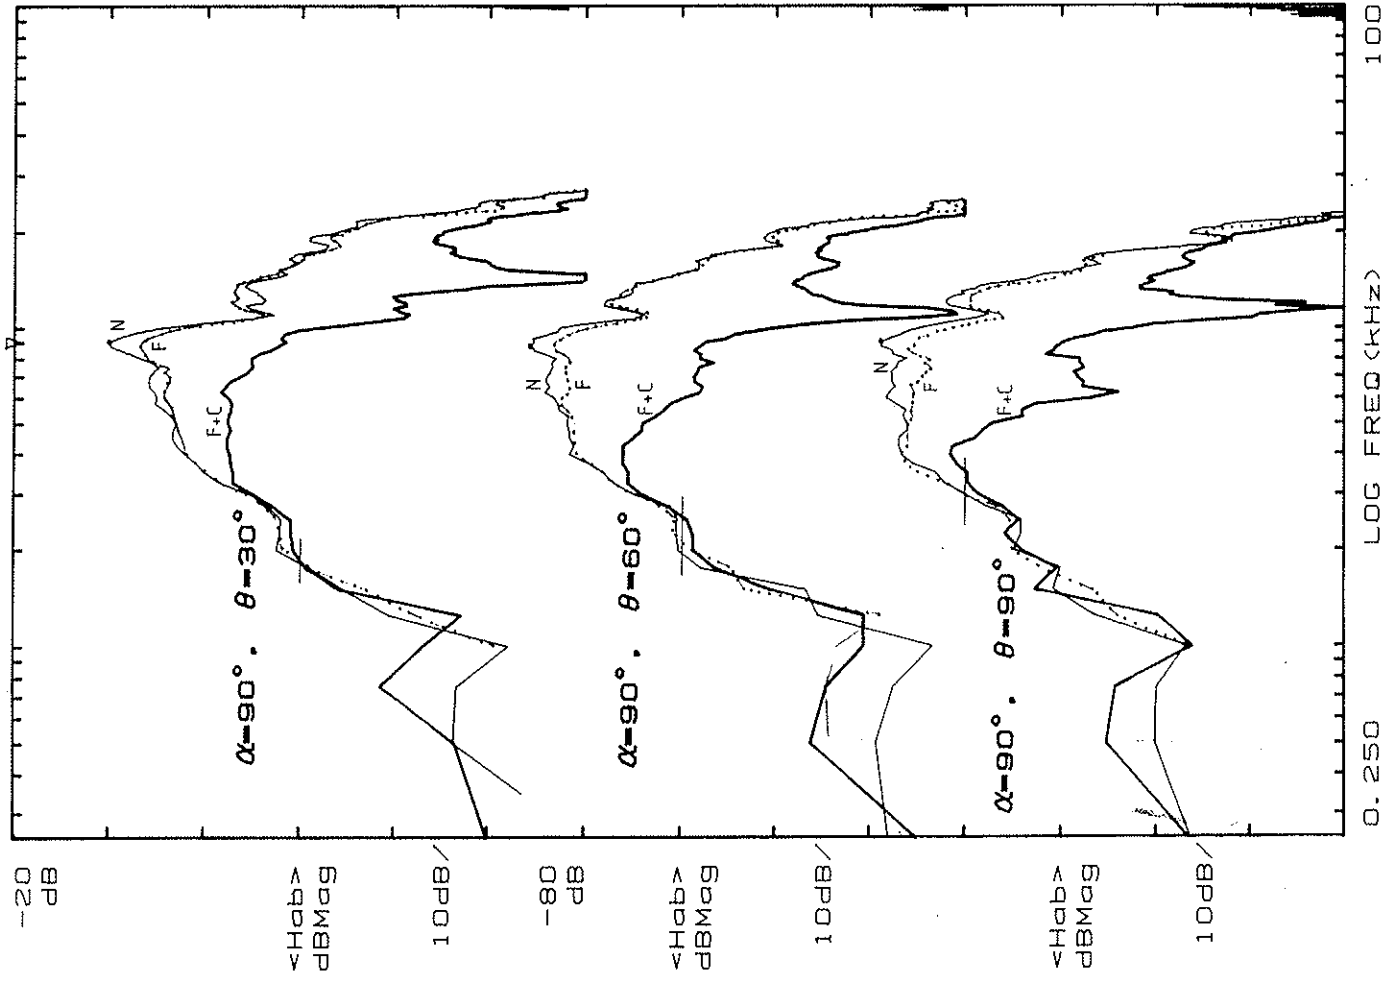 -20
dB
<Hab>
dBMag
10dB/
-80
dB
<Hab>
dBMag
10dB/
<Hab>
dBMag
10dB/
α=90°. θ=30°
N
F
F+C
α=90°. θ=60°
N
F
F+C
α=90°. θ=90°
N
F
F+C
0.250 LOG FREQ(kHz) 100